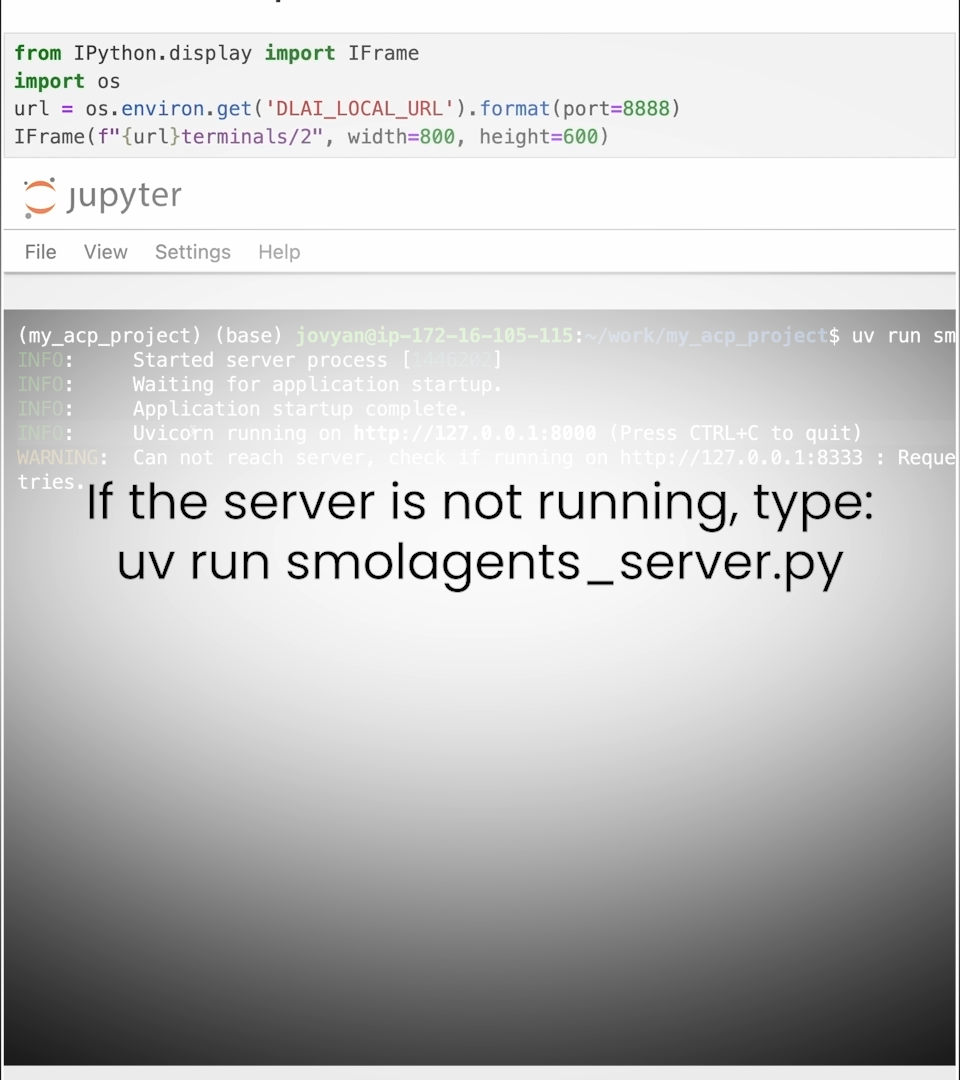 from IPython.display import IFrame
import os
url = os.environ.get('DLAI_LOCAL_URL').format(port=8888)
IFrame(f"{url}terminals/2", width=800, height=600)
jupyter
File View Settings Help
(my_acp_project) (base) jovyan@ip-172-16-105-115:~/work/my_acp_project$ uv run sm
INFO: Started server process [1446202]
INFO: Waiting for application startup.
INFO: Application startup complete.
INFO: Uvicorn running on http://127.0.0.1:8000 (Press CTRL+C to quit)
WARNING: Can not reach server, check if running on http://127.0.0.1:8333 : Reque
tries.
If the server is not running, type:
uv run smolagents_server.py